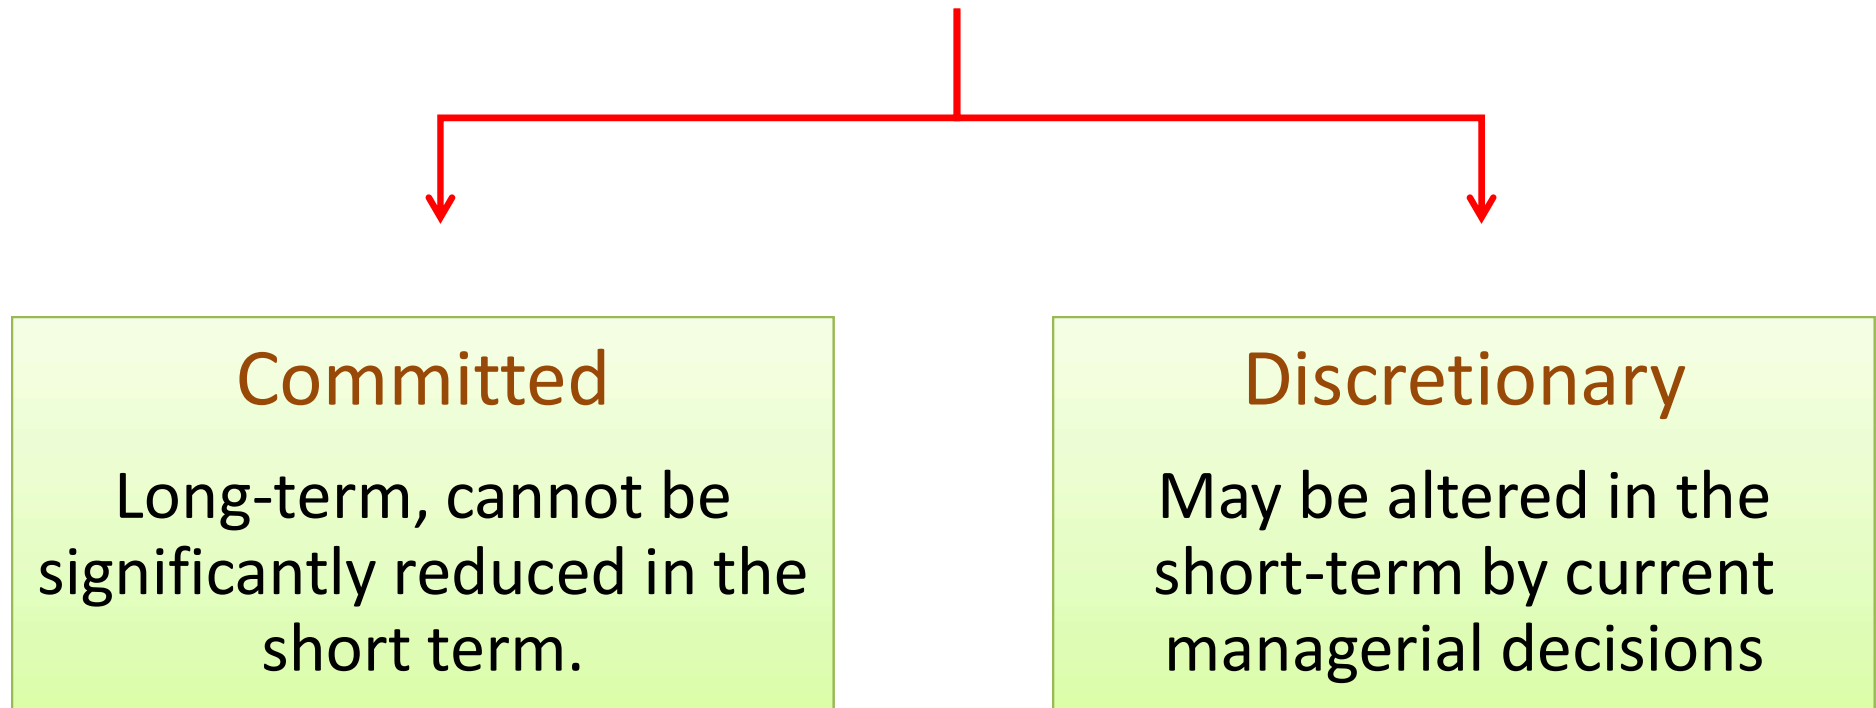 Committed
Long-term, cannot be
significantly reduced in the
short term.
Discretionary
May be altered in the
short-term by current
managerial decisions